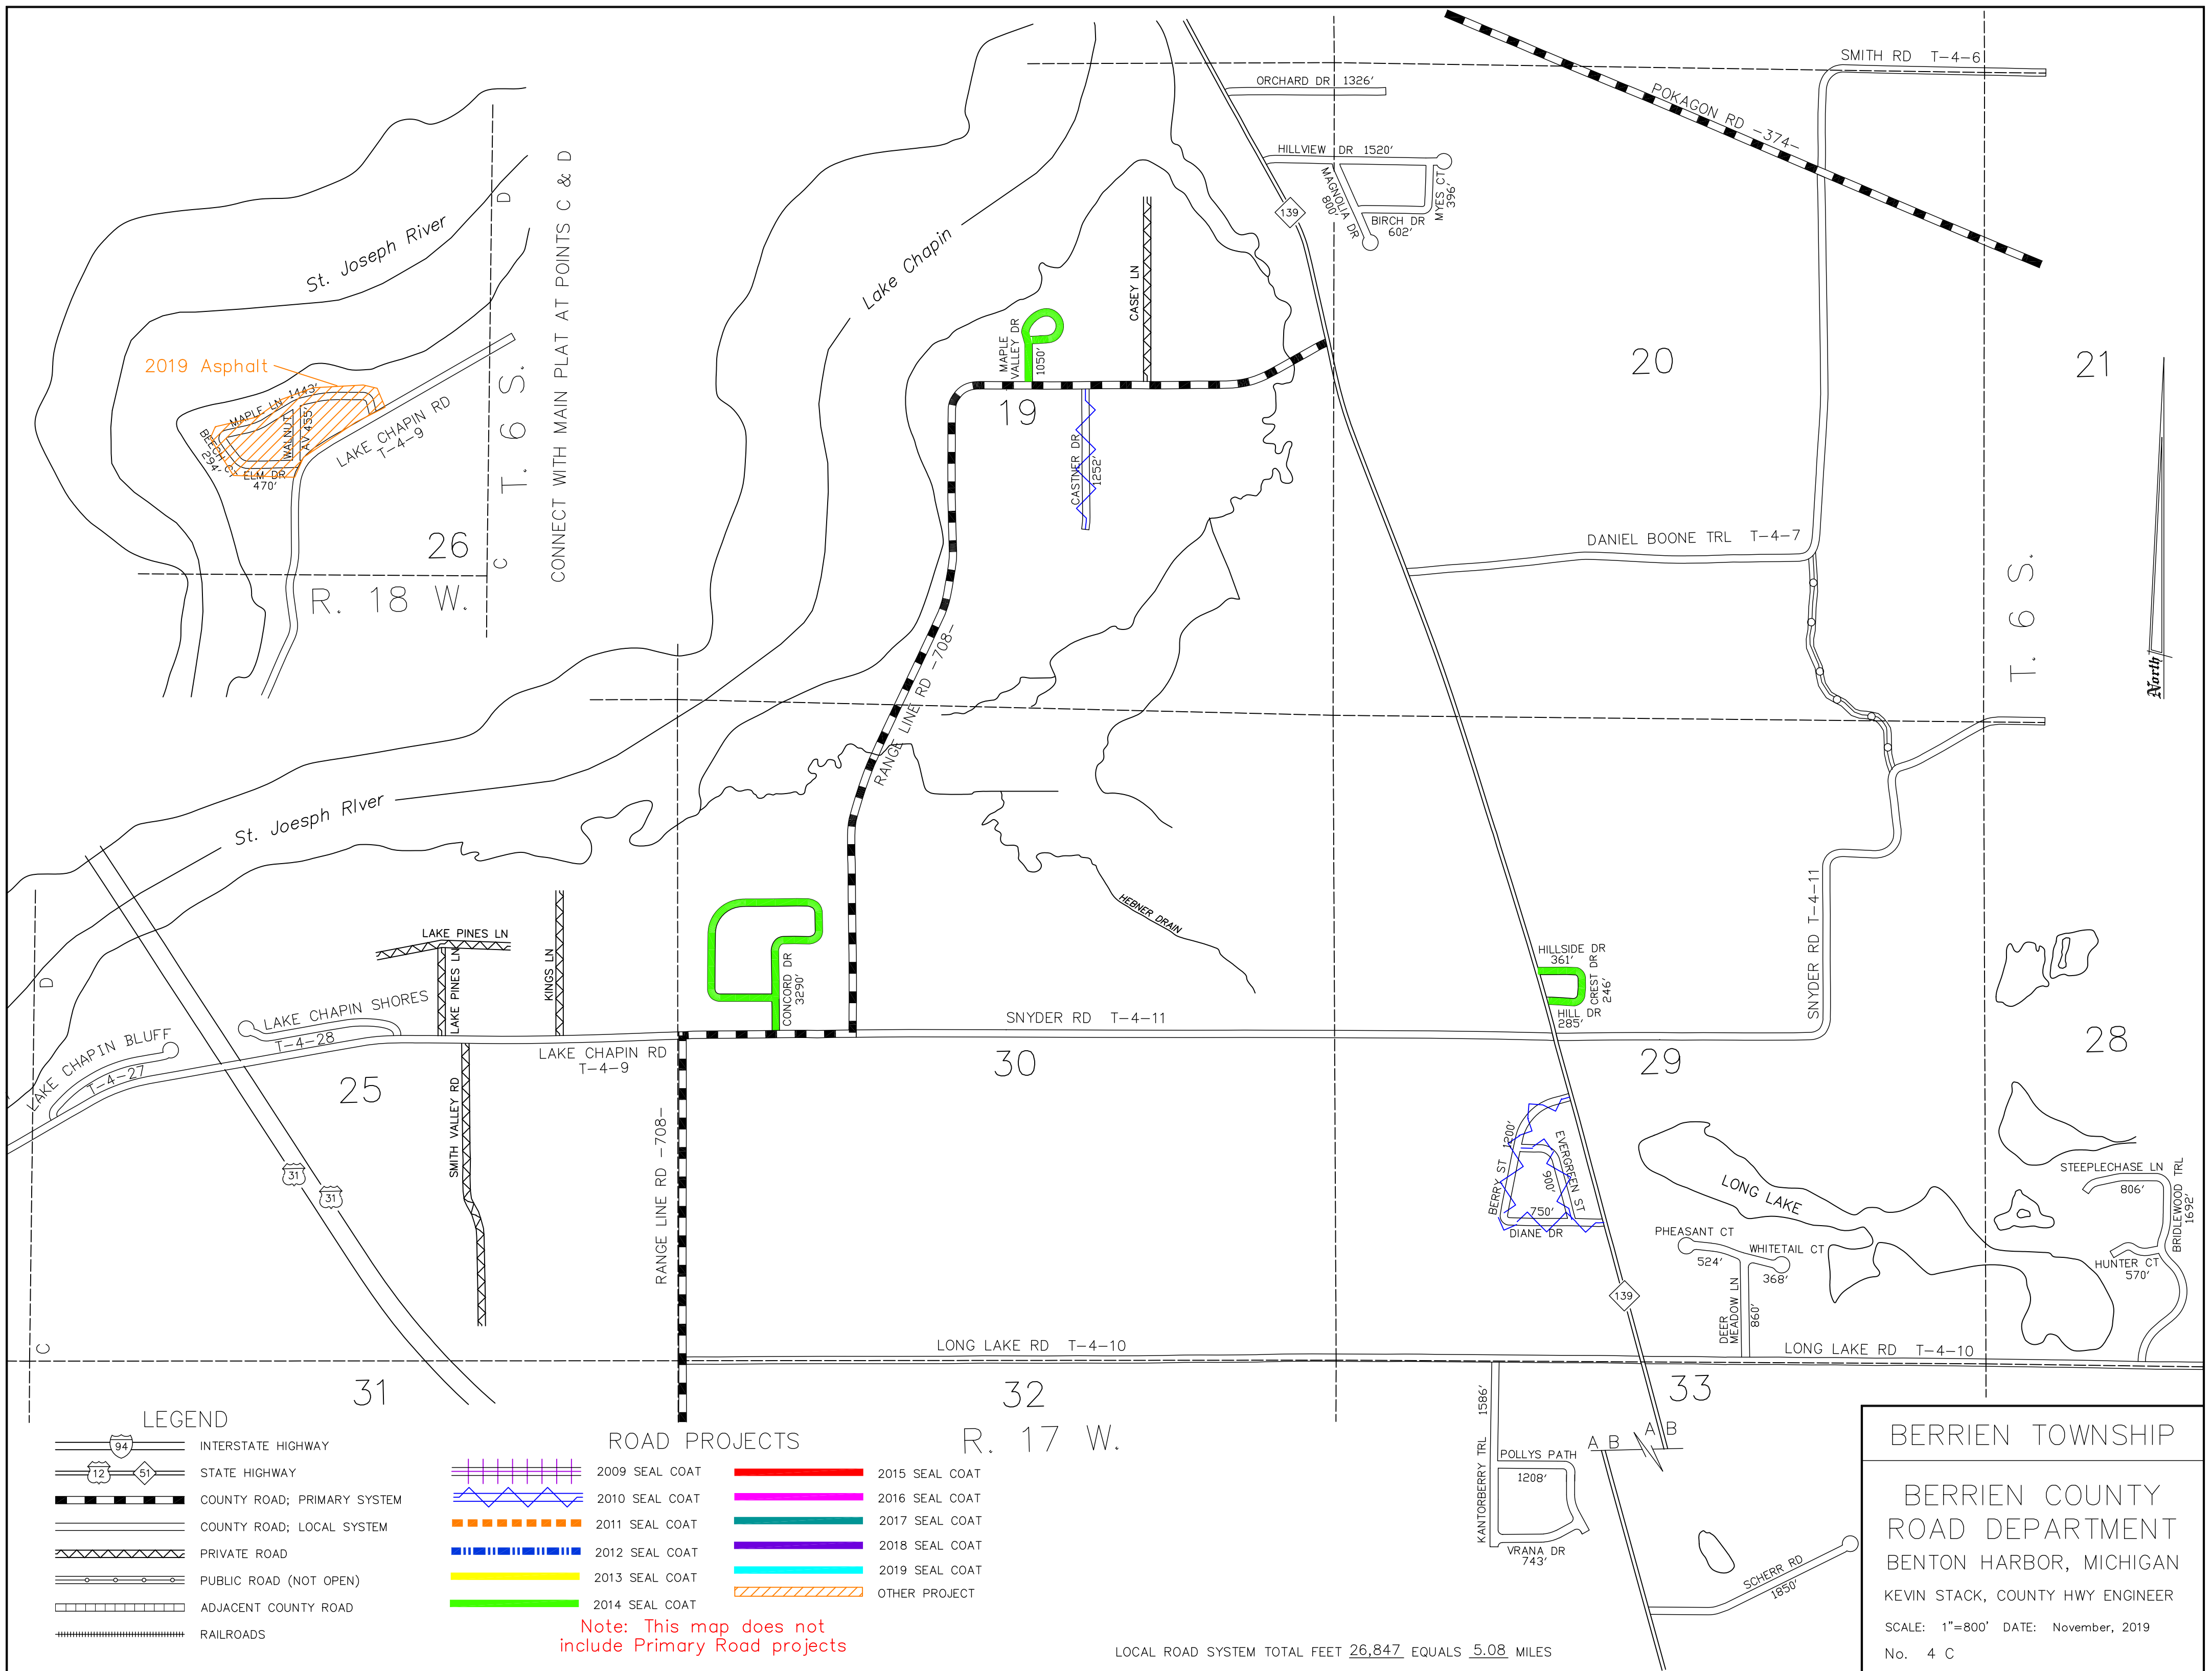 SMITH RD T-4-6
POKAGON RD -374-
ORCHARD DR 1326'
HILLVIEW DR 1520'
MAGNOLIA DR
800'
BIRCH DR
602'
MYES CT
396'
139
St. Joseph River
D
CONNECT WITH MAIN PLAT AT POINTS C & D
T. 6 S.
C
2019 Asphalt
MAPLE LN 1443'
WALNUT
AV 455'
BEECH CT
294'
ELM DR
470'
LAKE CHAPIN RD
T-4-9
26
R. 18 W.
Lake Chapin
MAPLE
VALLEY DR
1050'
CASEY LN
19
CASTNER DR
1252'
20
21
DANIEL BOONE TRL T-4-7
T. 6 S.
North
RANGE LINE RD -708-
St. Joesph RIver
HEBNER DRAIN
SNYDER RD T-4-11
D
LAKE PINES LN
LAKE PINES LN
KINGS LN
CONCORD DR
3290'
HILLSIDE DR
361'
CREST DR
246'
HILL DR
285'
LAKE CHAPIN SHORES
T-4-28
LAKE CHAPIN BLUFF
T-4-27
SNYDER RD T-4-11
LAKE CHAPIN RD
T-4-9
25
30
29
28
SMITH VALLEY RD
RANGE LINE RD -708-
31
31
BERRY ST 1200'
EVERGREEN ST
900'
750'
DIANE DR
LONG LAKE
STEEPLECHASE LN
806'
BRIDLEWOOD TRL
1692'
HUNTER CT
570'
PHEASANT CT
524'
WHITETAIL CT
368'
DEER
MEADOW LN
860'
139
C
LONG LAKE RD T-4-10
LONG LAKE RD T-4-10
31
32
33
R. 17 W.
KANTORBERRY TRL 1586'
POLLYS PATH
1208'
VRANA DR
743'
A B
A B
SCHERR RD
1850'
LEGEND
94 INTERSTATE HIGHWAY
12 51 STATE HIGHWAY
COUNTY ROAD; PRIMARY SYSTEM
COUNTY ROAD; LOCAL SYSTEM
PRIVATE ROAD
PUBLIC ROAD (NOT OPEN)
ADJACENT COUNTY ROAD
RAILROADS
ROAD PROJECTS
2009 SEAL COAT
2010 SEAL COAT
2011 SEAL COAT
2012 SEAL COAT
2013 SEAL COAT
2014 SEAL COAT
2015 SEAL COAT
2016 SEAL COAT
2017 SEAL COAT
2018 SEAL COAT
2019 SEAL COAT
OTHER PROJECT
Note: This map does not
include Primary Road projects
LOCAL ROAD SYSTEM TOTAL FEET 26,847 EQUALS 5.08 MILES
BERRIEN TOWNSHIP
BERRIEN COUNTY
ROAD DEPARTMENT
BENTON HARBOR, MICHIGAN
KEVIN STACK, COUNTY HWY ENGINEER
SCALE: 1"=800' DATE: November, 2019
No. 4 C